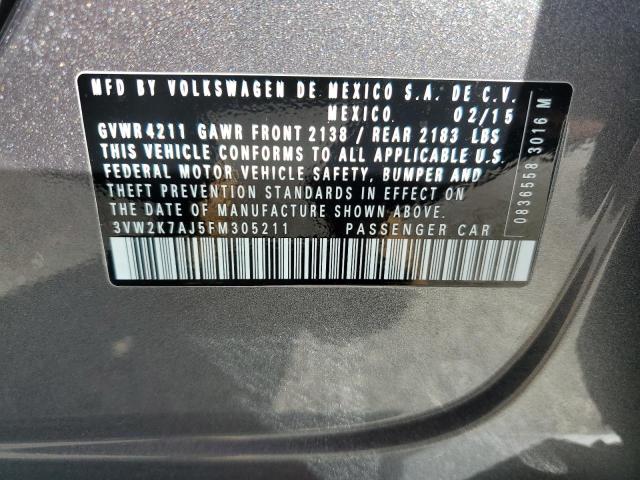 MFD BY VOLKSWAGEN DE MEXICO S.A. DE C.V.
MEXICO. 02/15
GVWR 4211 GAWR FRONT 2138 / REAR 2183 LBS
THIS VEHICLE CONFORMS TO ALL APPLICABLE U.S.
FEDERAL MOTOR VEHICLE SAFETY, BUMPER AND
THEFT PREVENTION STANDARDS IN EFFECT ON
THE DATE OF MANUFACTURE SHOWN ABOVE.
3VW2K7AJ5FM305211 PASSENGER CAR
0836558 3016 M